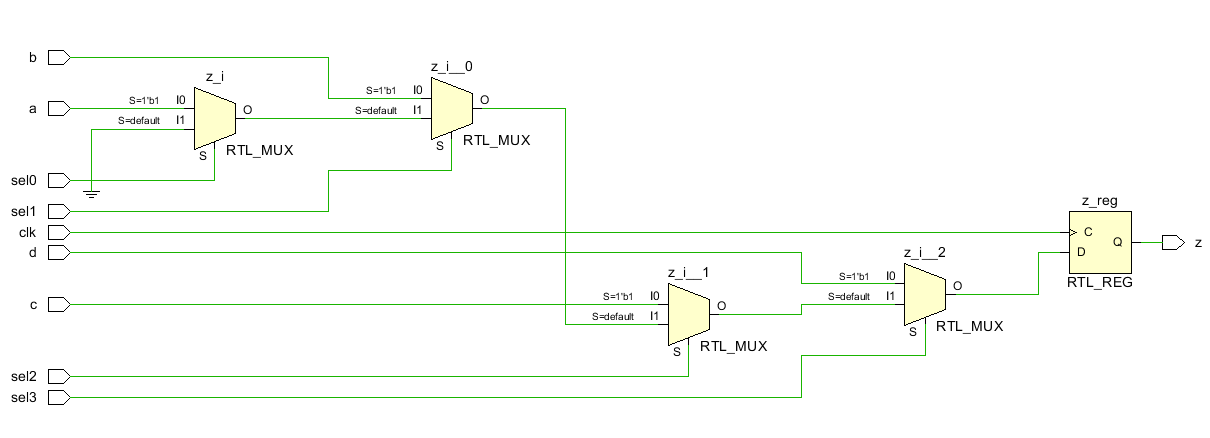 b
a
sel0
sel1
clk
d
c
sel2
sel3
z_i
S=1'b1 I0
S=default I1
O
S
RTL_MUX
z_i__0
S=1'b1 I0
S=default I1
O
S
RTL_MUX
z_i__1
S=1'b1 I0
S=default I1
O
S
RTL_MUX
z_i__2
S=1'b1 I0
S=default I1
O
S
RTL_MUX
z_reg
C
D
Q
RTL_REG
z